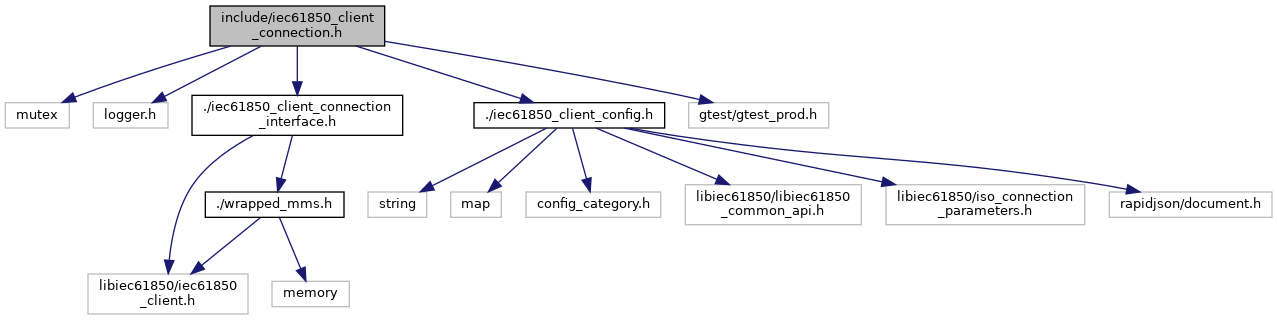 include/iec61850_client
_connection.h
mutex
logger.h
./iec61850_client_connection
_interface.h
./iec61850_client_config.h
gtest/gtest_prod.h
./wrapped_mms.h
string
map
config_category.h
libiec61850/libiec61850
_common_api.h
libiec61850/iso_connection
_parameters.h
rapidjson/document.h
libiec61850/iec61850
_client.h
memory